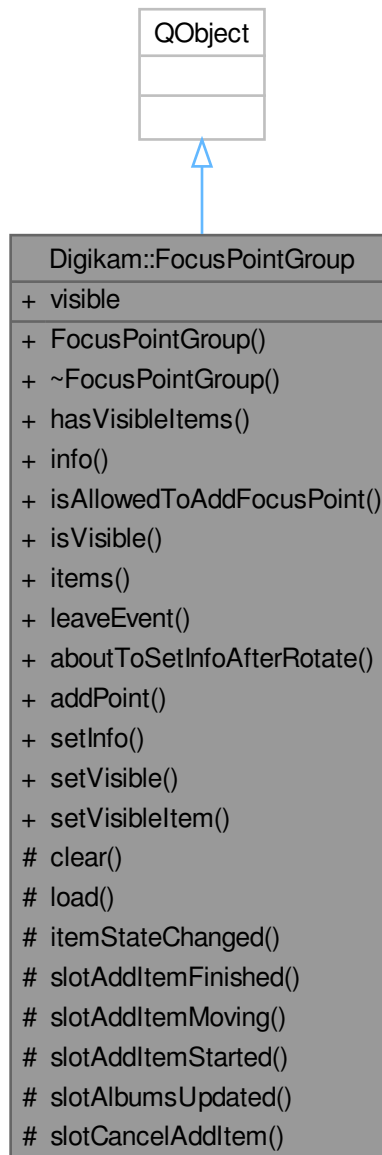 QObject
Digikam::FocusPointGroup
+ visible
+ FocusPointGroup()
+ ~FocusPointGroup()
+ hasVisibleItems()
+ info()
+ isAllowedToAddFocusPoint()
+ isVisible()
+ items()
+ leaveEvent()
+ aboutToSetInfoAfterRotate()
+ addPoint()
+ setInfo()
+ setVisible()
+ setVisibleItem()
# clear()
# load()
# itemStateChanged()
# slotAddItemFinished()
# slotAddItemMoving()
# slotAddItemStarted()
# slotAlbumsUpdated()
# slotCancelAddItem()